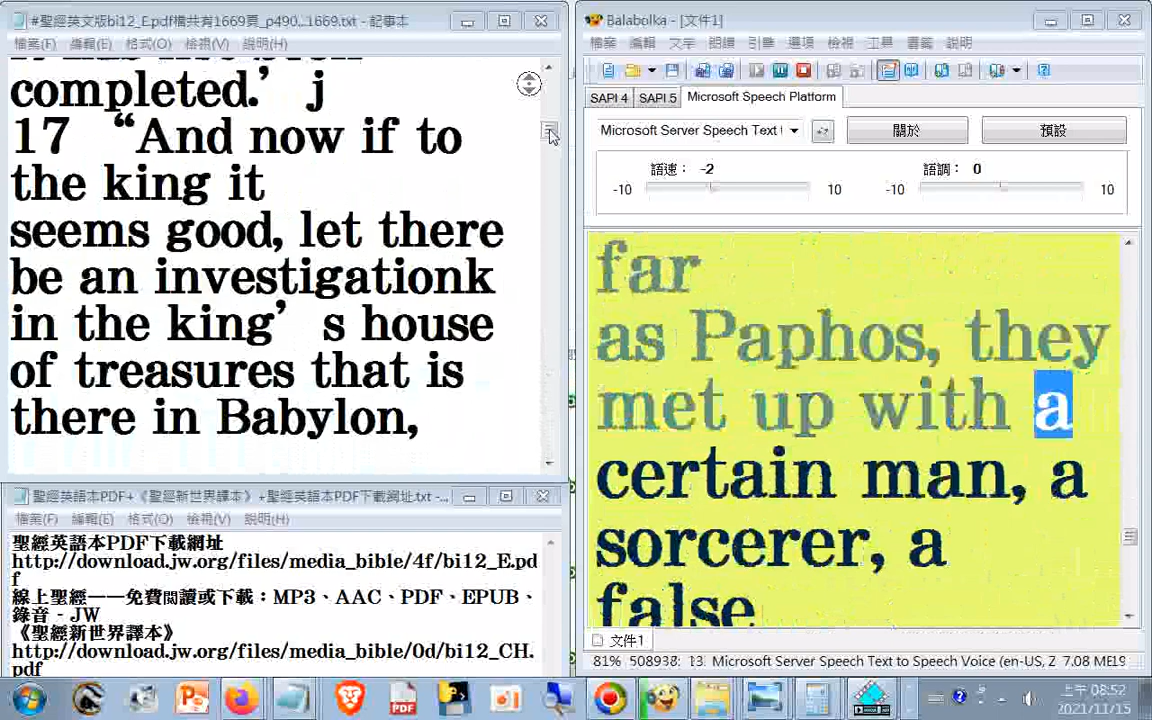 #聖經英文版bi12_E.pdf檔共有1669頁_p490,..1669.txt - 記事本
檔案(F) 編輯(E) 格式(O) 檢視(V) 說明(H)
completed.’ j
17 “And now if to
the king it
seems good, let there
be an investigationk
in the king’s house
of treasures that is
there in Babylon,
聖經英語本PDF+《聖經新世界譯本》+聖經英語本PDF下載網址.txt -...
檔案(F) 編輯(E) 格式(O) 檢視(V) 說明(H)
聖經英語本PDF下載網址
http://download.jw.org/files/media_bible/4f/bi12_E.pd
f
線上聖經——免費閱讀或下載：MP3、AAC、PDF、EPUB、
錄音 - JW
《聖經新世界譯本》
http://download.jw.org/files/media_bible/0d/bi12_CH.
pdf
Balabolka - [文件1]
檔案 編輯 文字 朗讀 引擎 選項 檢視 工具 書籤 說明
SAPI 4 SAPI 5 Microsoft Speech Platform
Microsoft Server Speech Text 關於 預設
語速： -2 語調： 0
-10 10 -10 10
far
as Paphos, they
met up with a
certain man, a
sorcerer, a
false
文件1
81% 508938: 13 Microsoft Server Speech Text to Speech Voice (en-US, Z 7.08 ME19
上午 08:52
2021/11/15